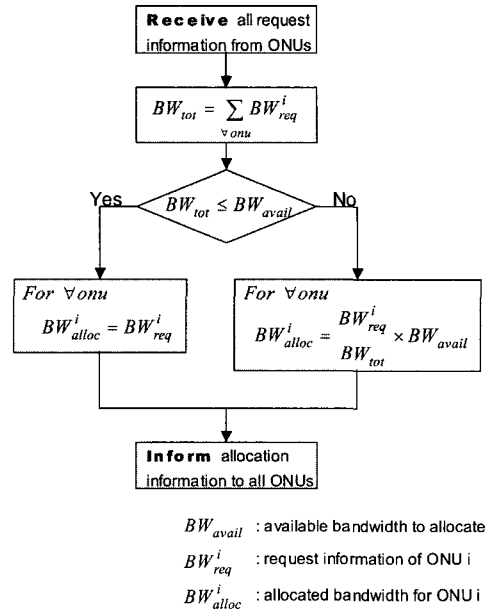 Receive all request
information from ONUs
BW_tot = ∑_{∀ onu} BW^i_req
Yes
BW_tot ≤ BW_avail
No
For ∀onu
BW^i_alloc = BW^i_req
For ∀onu
BW^i_alloc = BW^i_req / BW_tot × BW_avail
Inform allocation
information to all ONUs
BW_avail : available bandwidth to allocate
BW^i_req : request information of ONU i
BW^i_alloc : allocated bandwidth for ONU i